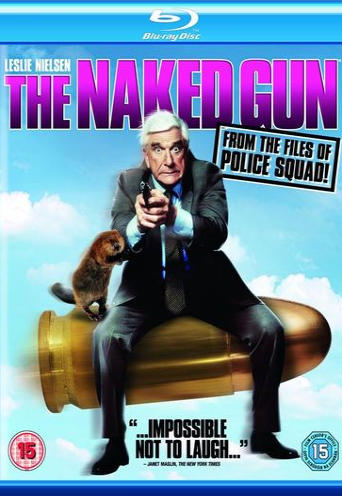 Blu-ray Disc
LESLIE NIELSEN
THE NAKED GUN
FROM THE FILES OF
POLICE SQUAD!
"...IMPOSSIBLE
NOT TO LAUGH..."
– JANET MASLIN, THE NEW YORK TIMES
15
15